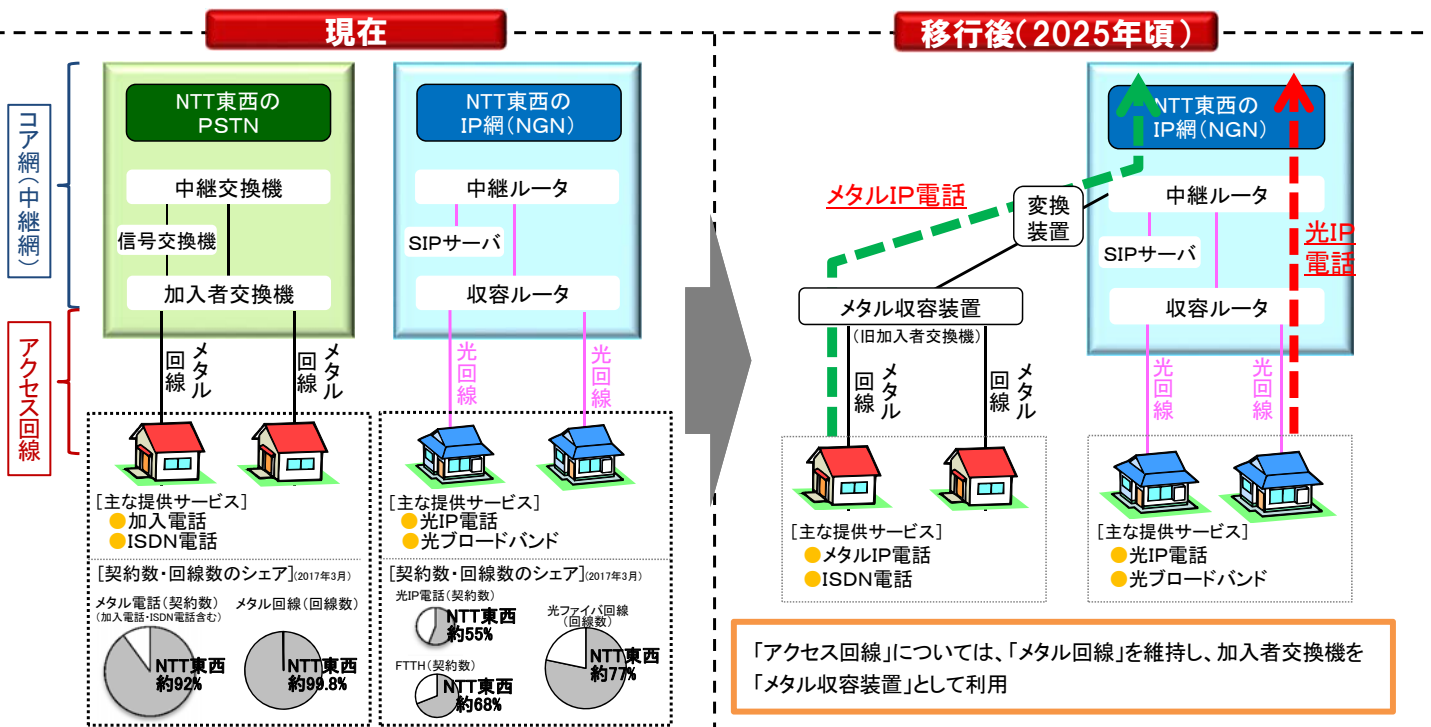 現在
移行後(2025年頃)
コア網(中継網)
アクセス回線
NTT東西の
PSTN
中継交換機
信号交換機
加入者交換機
メタル
回線
メタル
回線
NTT東西の
IP網(NGN)
中継ルータ
SIPサーバ
収容ルータ
光回線
光回線
[主な提供サービス]
●加入電話
●ISDN電話
[契約数・回線数のシェア](2017年3月)
メタル電話(契約数)
(加入電話・ISDN電話含む)
NTT東西
約92%
メタル回線(回線数)
NTT東西
約99.8%
[主な提供サービス]
●光IP電話
●光ブロードバンド
[契約数・回線数のシェア](2017年3月)
光IP電話(契約数)
NTT東西
約55%
FTTH(契約数)
NTT東西
約68%
光ファイバ回線
(回線数)
NTT東西
約77%
メタルIP電話
変換
装置
メタル収容装置
(旧加入者交換機)
メタル
回線
メタル
回線
NTT東西の
IP網(NGN)
中継ルータ
SIPサーバ
収容ルータ
光IP
電話
光回線
光回線
[主な提供サービス]
●メタルIP電話
●ISDN電話
[主な提供サービス]
●光IP電話
●光ブロードバンド
「アクセス回線」については、「メタル回線」を維持し、加入者交換機を
「メタル収容装置」として利用